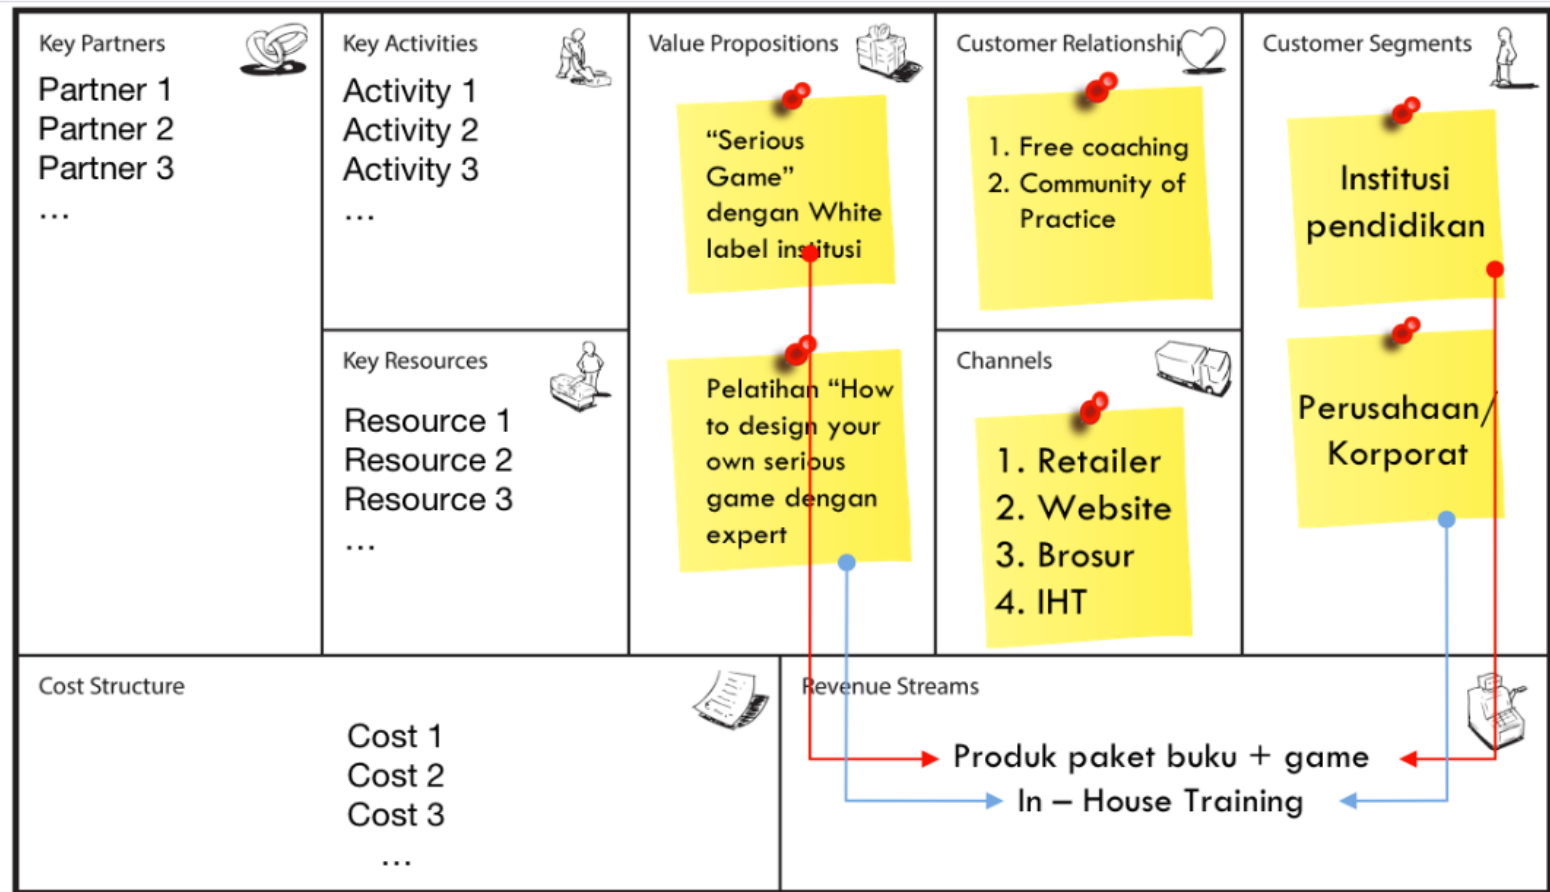 Key Partners
Partner 1
Partner 2
Partner 3
...
Key Activities
Activity 1
Activity 2
Activity 3
...
Key Resources
Resource 1
Resource 2
Resource 3
...
Value Propositions
“Serious
Game”
dengan White
label institusi
Pelatihan “How
to design your
own serious
game dengan
expert
Customer Relationship
1. Free coaching
2. Community of
Practice
Channels
1. Retailer
2. Website
3. Brosur
4. IHT
Customer Segments
Institusi
pendidikan
Perusahaan/
Korporat
Cost Structure
Cost 1
Cost 2
Cost 3
...
Revenue Streams
Produk paket buku + game
In – House Training